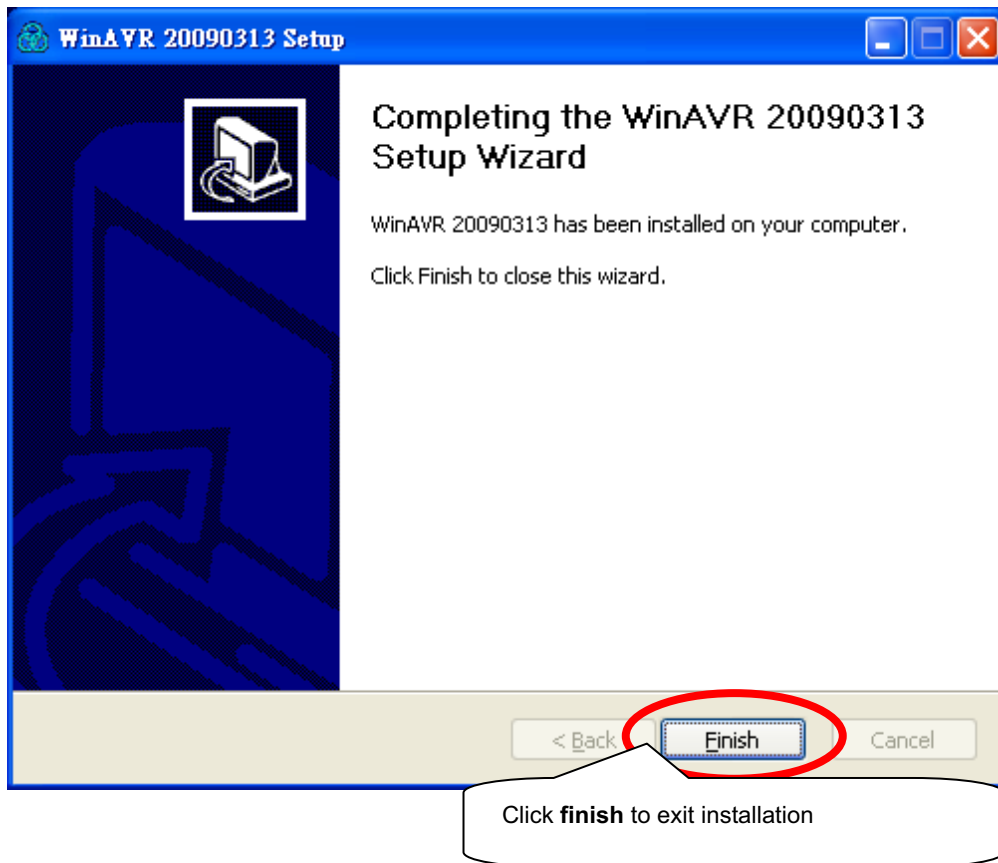 WinAVR 20090313 Setup
Completing the WinAVR 20090313
Setup Wizard
WinAVR 20090313 has been installed on your computer.
Click Finish to close this wizard.
< Back
Finish
Cancel
Click finish to exit installation